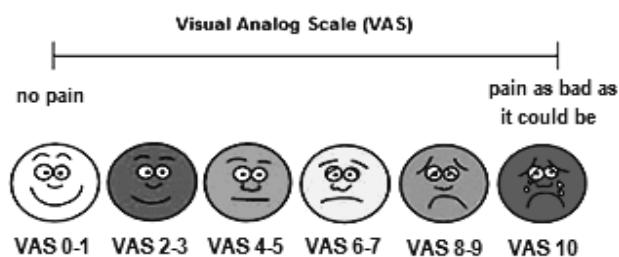 Visual Analog Scale (VAS)
no pain
pain as bad as
it could be
VAS 0-1 VAS 2-3 VAS 4-5 VAS 6-7 VAS 8-9 VAS 10